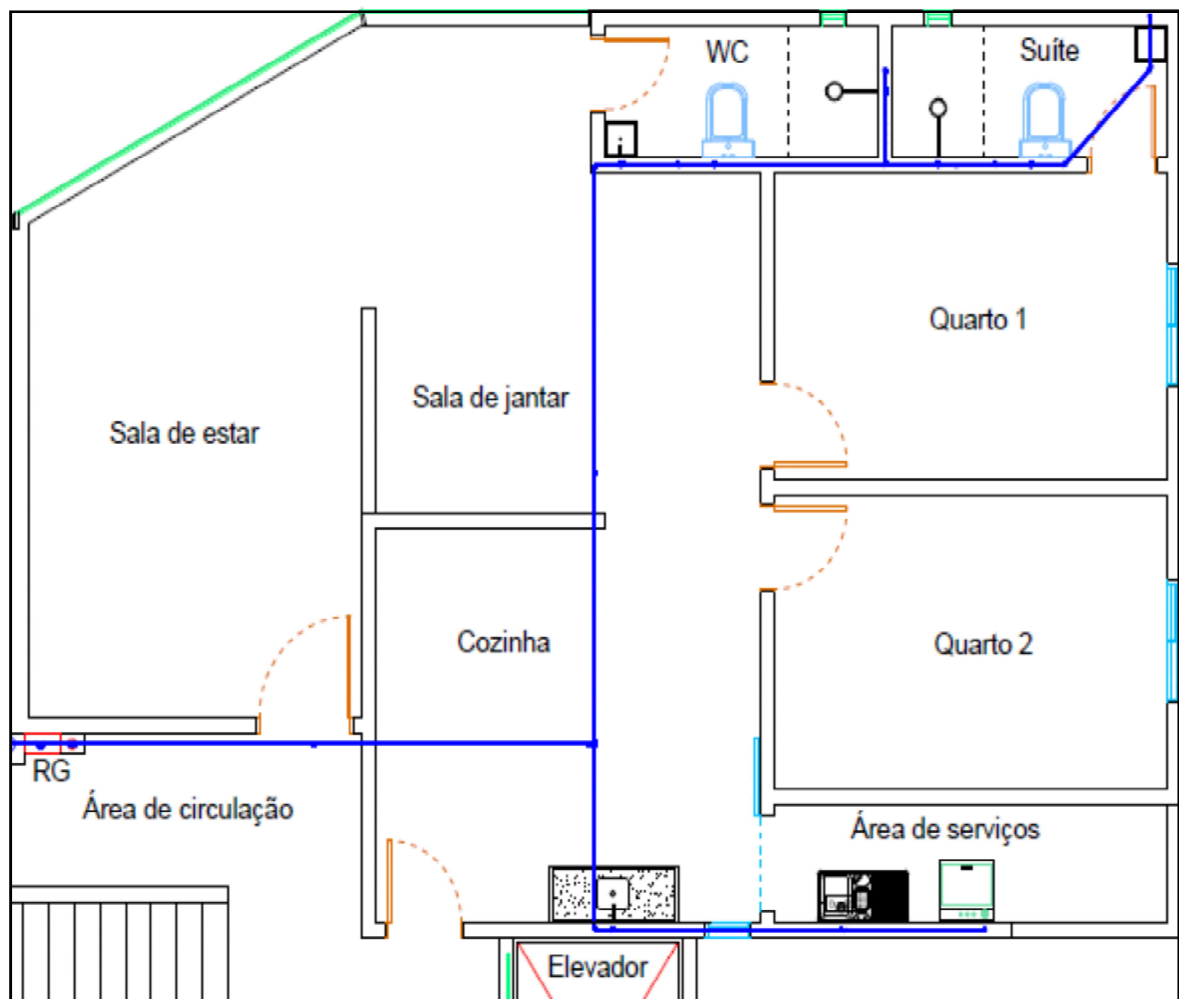 WC
Suíte
Quarto 1
Sala de jantar
Sala de estar
Cozinha
Quarto 2
RG
Área de circulação
Área de serviços
Elevador